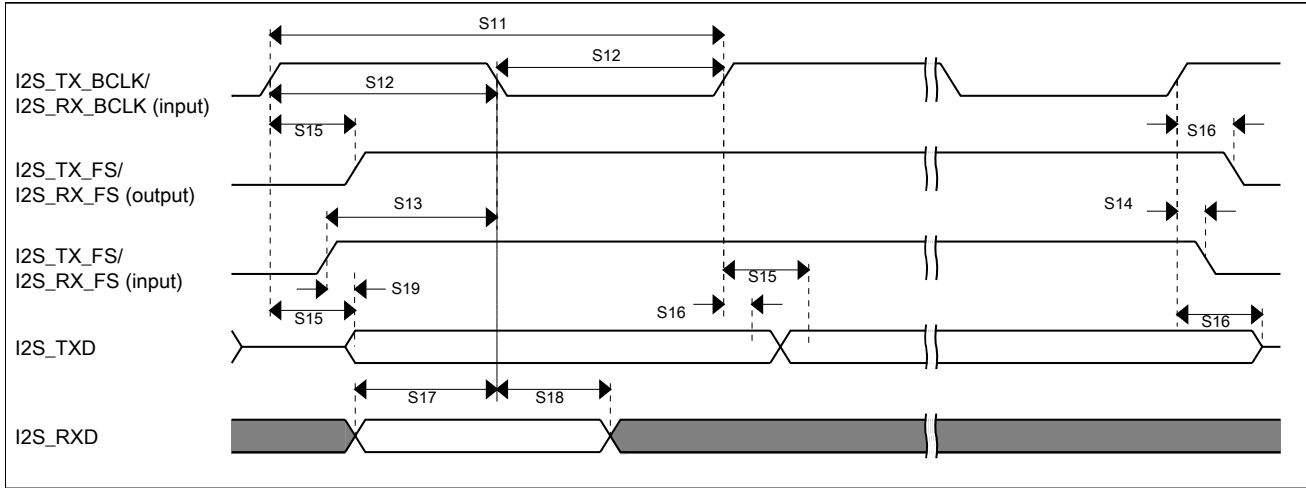 S11
S12
I2S_TX_BCLK/
I2S_RX_BCLK (input)
S12
S15
S16
I2S_TX_FS/
I2S_RX_FS (output)
S13
S14
I2S_TX_FS/
I2S_RX_FS (input)
S15
S19
S16
S15
S16
I2S_TXD
S17
S18
I2S_RXD